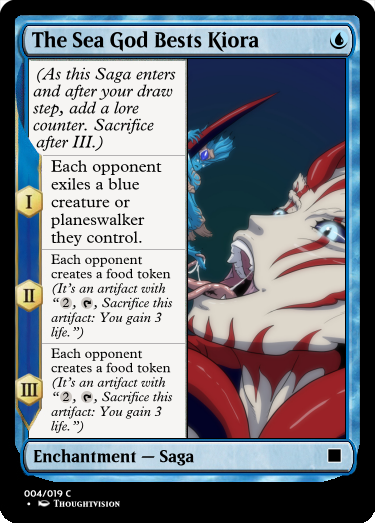 The Sea God Bests Kiora
(As this Saga enters
and after your draw
step, add a lore
counter. Sacrifice
after III.)
I
Each opponent
exiles a blue
creature or
planeswalker
they control.
II
Each opponent
creates a food token
(It's an artifact with
“2, , Sacrifice this
artifact: You gain 3
life.”)
III
Each opponent
creates a food token
(It's an artifact with
“2, , Sacrifice this
artifact: You gain 3
life.”)
Enchantment — Saga
004/019 C
• Thoughtvision